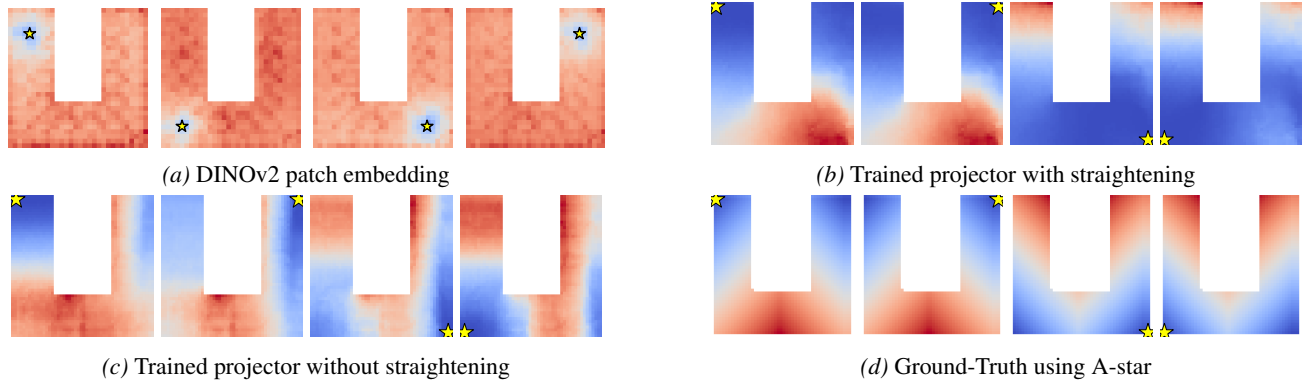 (a) DINOv2 patch embedding
(b) Trained projector with straightening
(c) Trained projector without straightening
(d) Ground-Truth using A-star